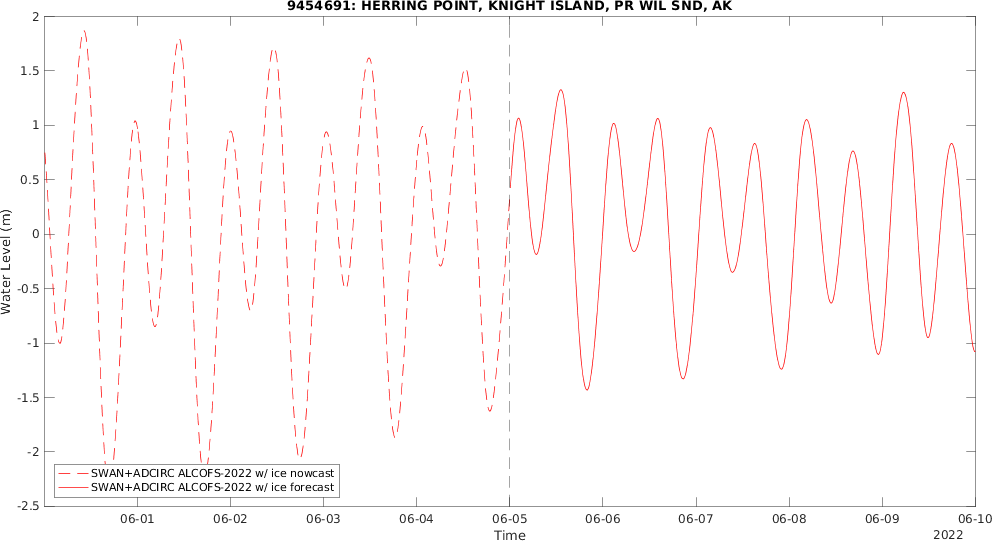 9454691: HERRING POINT, KNIGHT ISLAND, PR WIL SND, AK
2
1.5
1
0.5
0
-0.5
-1
-1.5
-2
-2.5
Water Level (m)
SWAN+ADCIRC ALCOFS-2022 w/ ice nowcast
SWAN+ADCIRC ALCOFS-2022 w/ ice forecast
06-01 06-02 06-03 06-04 06-05 06-06 06-07 06-08 06-09 06-10
Time
2022